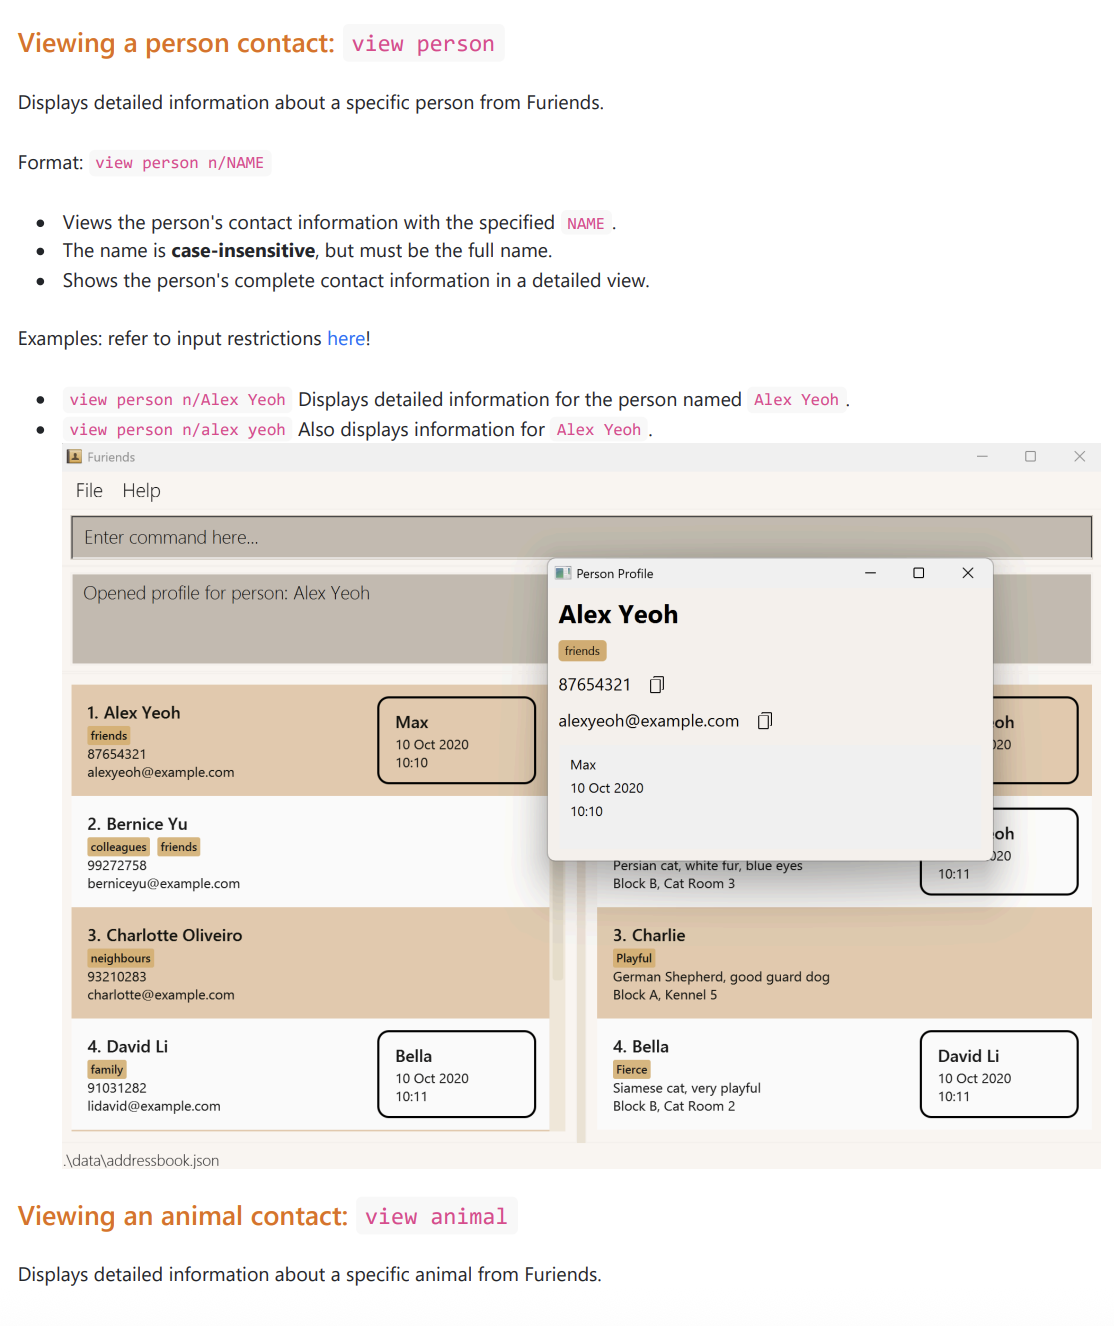 Viewing a person contact: view person
Displays detailed information about a specific person from Furiends.
Format: view person n/NAME
Views the person's contact information with the specified NAME.
The name is case-insensitive, but must be the full name.
Shows the person's complete contact information in a detailed view.
Examples: refer to input restrictions here!
view person n/Alex Yeoh Displays detailed information for the person named Alex Yeoh.
view person n/alex yeoh Also displays information for Alex Yeoh.
Furiends
File Help
Enter command here...
Opened profile for person: Alex Yeoh
Person Profile
Alex Yeoh
friends
87654321
alexyeoh@example.com
Max
10 Oct 2020
10:10
1. Alex Yeoh
friends
87654321
alexyeoh@example.com
Max
10 Oct 2020
10:10
2. Bernice Yu
colleagues friends
99272758
berniceyu@example.com
3. Charlotte Oliveiro
neighbours
93210283
charlotte@example.com
4. David Li
family
91031282
lidavid@example.com
Bella
10 Oct 2020
10:11
Persian cat, white fur, blue eyes
Block B, Cat Room 3
10:11
3. Charlie
Playful
German Shepherd, good guard dog
Block A, Kennel 5
4. Bella
Fierce
Siamese cat, very playful
Block B, Cat Room 2
David Li
10 Oct 2020
10:11
.\data\addressbook.json
Viewing an animal contact: view animal
Displays detailed information about a specific animal from Furiends.